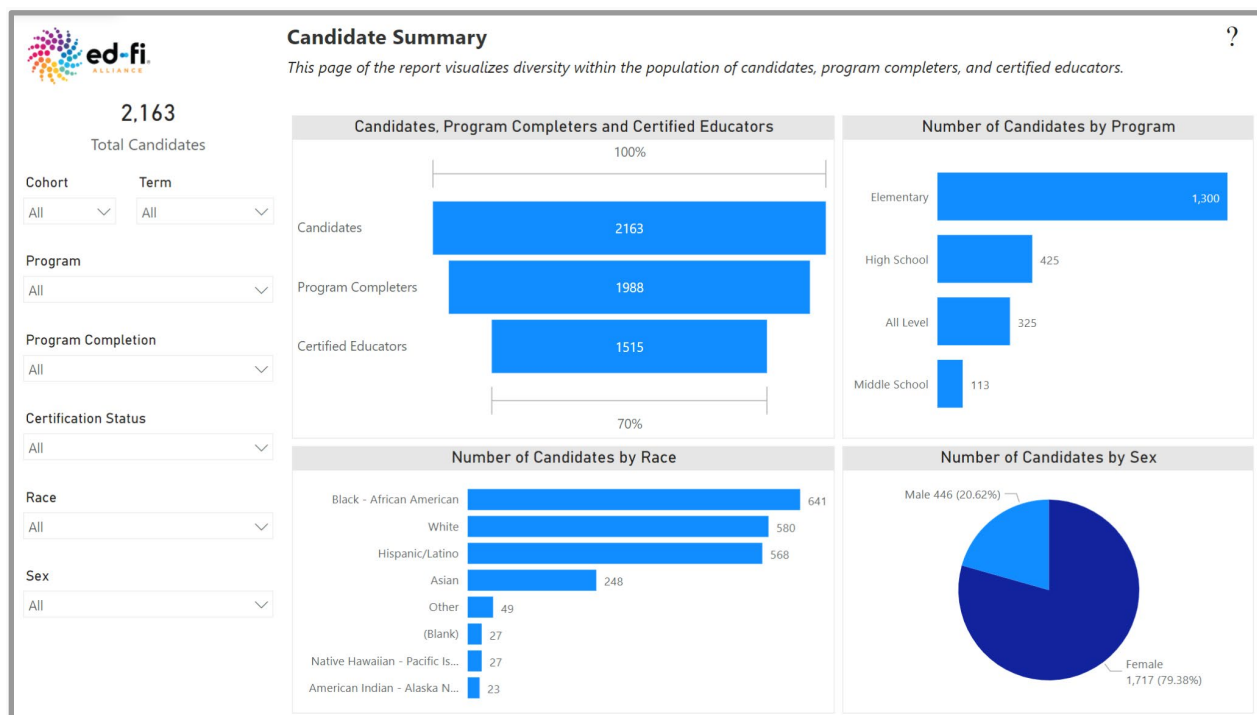 ed-fi
ALLIANCE
Candidate Summary
?
This page of the report visualizes diversity within the population of candidates, program completers, and certified educators.
2,163
Total Candidates
Cohort
Term
All
All
Program
All
Program Completion
All
Certification Status
All
Race
All
Sex
All
Candidates, Program Completers and Certified Educators
100%
Candidates
2163
Program Completers
1988
Certified Educators
1515
70%
Number of Candidates by Program
Elementary
1,300
High School
425
All Level
325
Middle School
113
Number of Candidates by Race
Black - African American
641
White
580
Hispanic/Latino
568
Asian
248
Other
49
(Blank)
27
Native Hawaiian - Pacific Is...
27
American Indian - Alaska N...
23
Number of Candidates by Sex
Male 446 (20.62%)
Female
1,717 (79.38%)